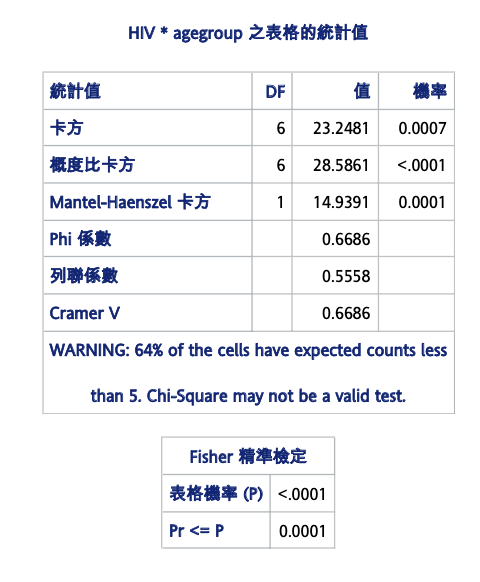 HIV * agegroup 之表格的統計值
統計值 DF 值 機率
卡方 6 23.2481 0.0007
概度比卡方 6 28.5861 <.0001
Mantel-Haenszel 卡方 1 14.9391 0.0001
Phi 係數 0.6686
列聯係數 0.5558
Cramer V 0.6686
WARNING: 64% of the cells have expected counts less
than 5. Chi-Square may not be a valid test.
Fisher 精準檢定
表格機率 (P) <.0001
Pr <= P 0.0001